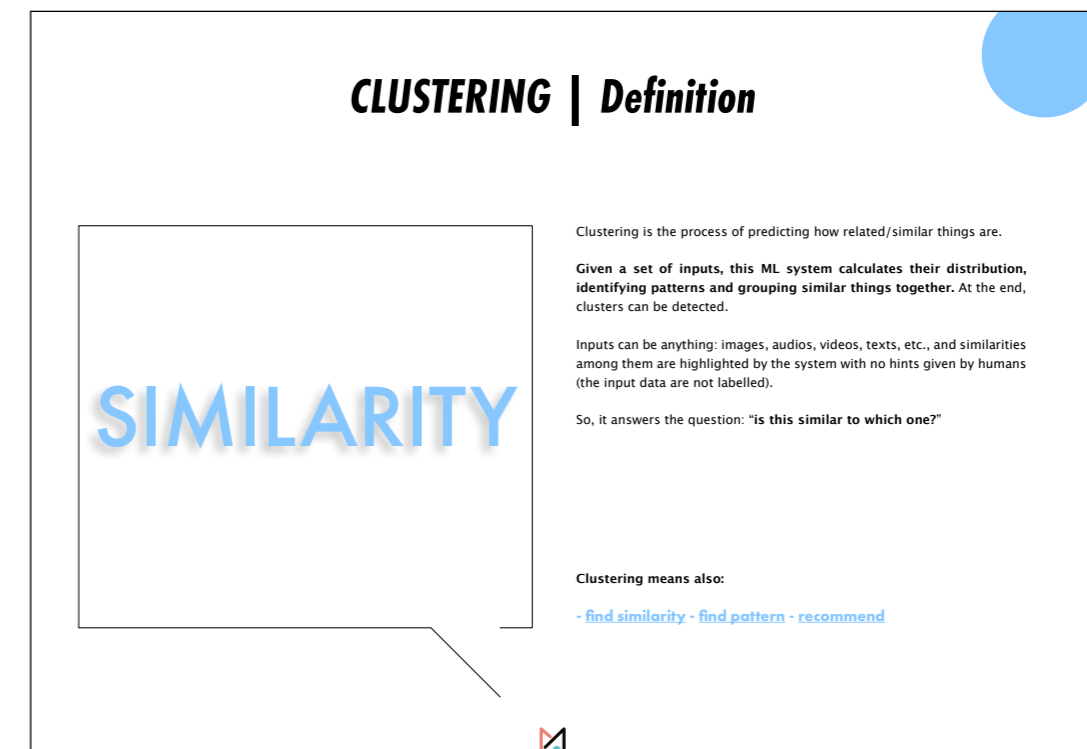 CLUSTERING | Definition
SIMILARITY
Clustering is the process of predicting how related/similar things are.
Given a set of inputs, this ML system calculates their distribution,
identifying patterns and grouping similar things together. At the end,
clusters can be detected.
Inputs can be anything: images, audios, videos, texts, etc., and similarities
among them are highlighted by the system with no hints given by humans
(the input data are not labelled).
So, it answers the question: “is this similar to which one?”
Clustering means also:
- find similarity - find pattern - recommend